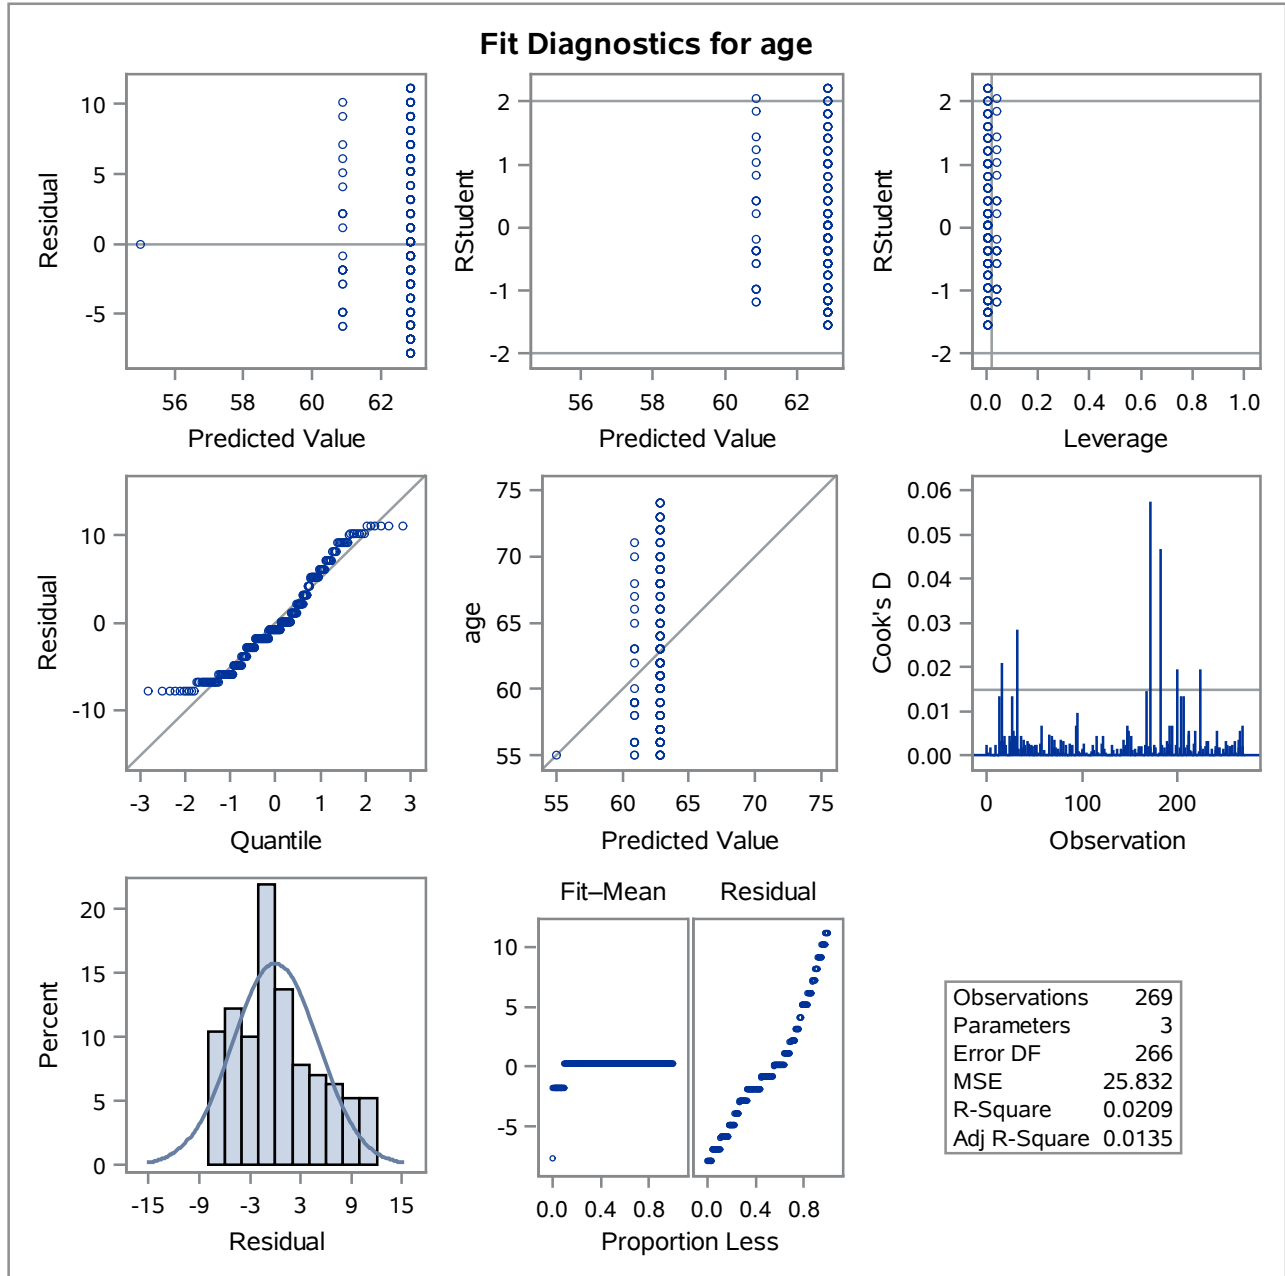 Fit Diagnostics for age
10
5
0
-5
Residual
56 58 60 62
Predicted Value
2
1
0
-1
-2
RStudent
56 58 60 62
Predicted Value
2
1
0
-1
-2
RStudent
0.0 0.2 0.4 0.6 0.8 1.0
Leverage
10
0
-10
Residual
-3 -2 -1 0 1 2 3
Quantile
75
70
65
60
55
age
55 60 65 70 75
Predicted Value
0.06
0.05
0.04
0.03
0.02
0.01
0.00
Cook's D
0 100 200
Observation
20
15
10
5
0
Percent
-15 -9 -3 3 9 15
Residual
Fit–Mean Residual
10
5
0
-5
0.0 0.4 0.8 0.0 0.4 0.8
Proportion Less
Observations 269
Parameters 3
Error DF 266
MSE 25.832
R-Square 0.0209
Adj R-Square 0.0135